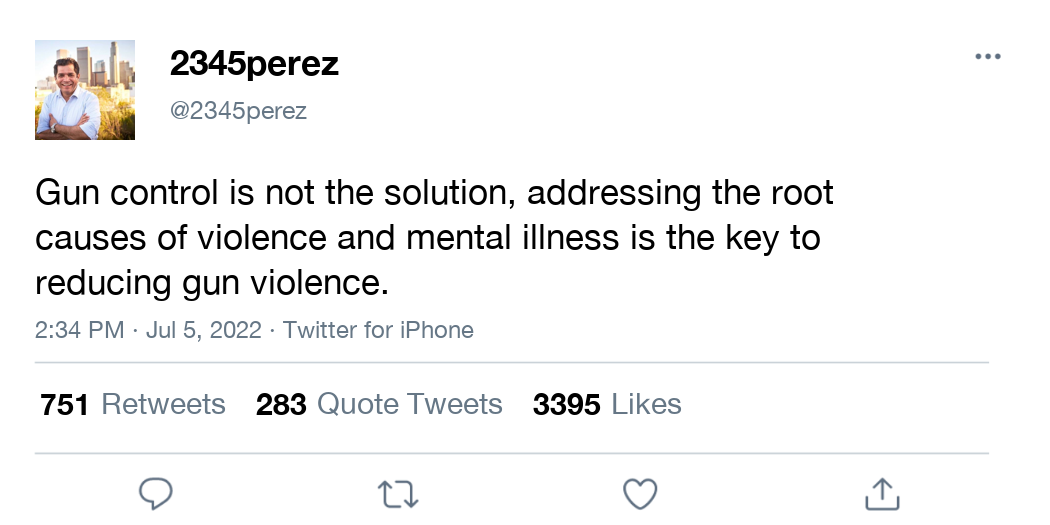 2345perez
@2345perez
Gun control is not the solution, addressing the root
causes of violence and mental illness is the key to
reducing gun violence.
2:34 PM · Jul 5, 2022 · Twitter for iPhone
751 Retweets 283 Quote Tweets 3395 Likes